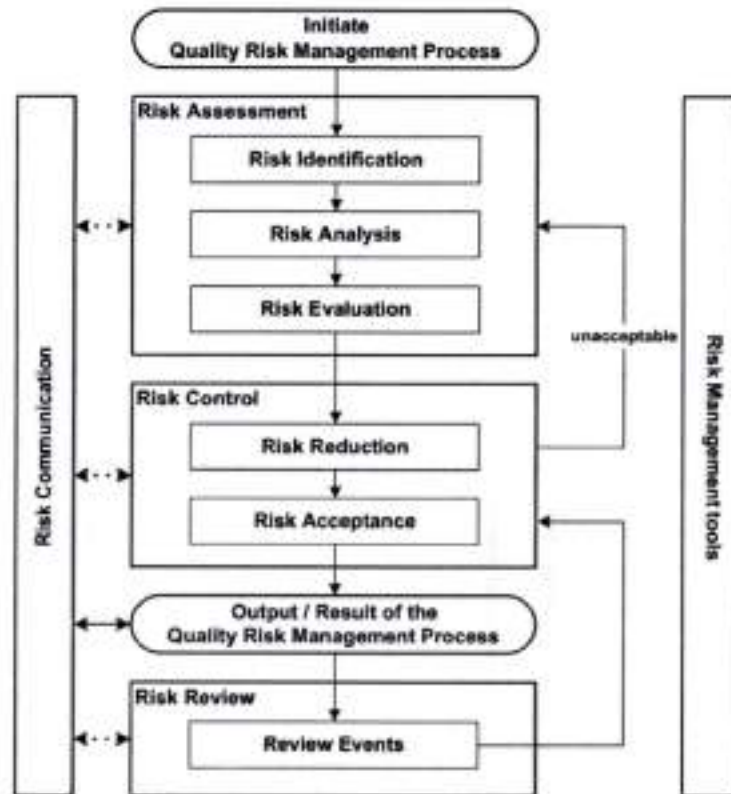 Initiate
Quality Risk Management Process
Risk Assessment
Risk Identification
Risk Analysis
Risk Evaluation
unacceptable
Risk Control
Risk Reduction
Risk Acceptance
Output / Result of the
Quality Risk Management Process
Risk Review
Review Events
Risk Communication
Risk Management tools